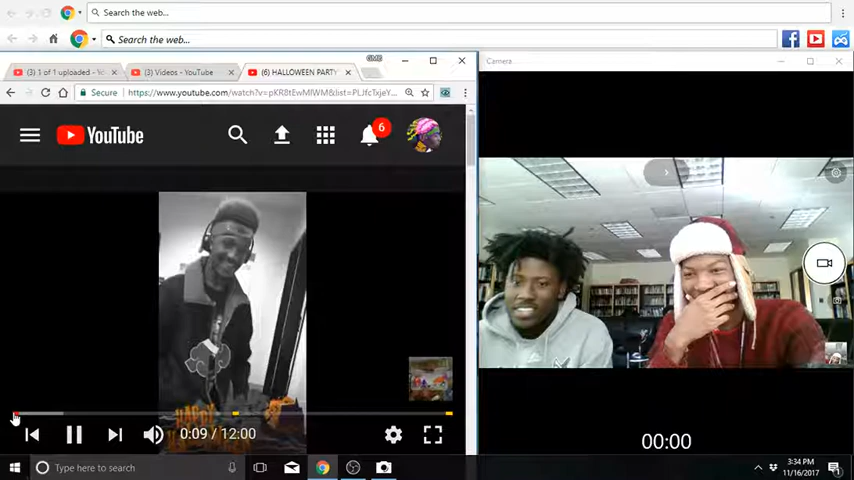 Search the web...
Search the web...
GMC
(3) 1 of 1 uploaded - Yo
(3) Videos - YouTube
(6) HALLOWEEN PARTY
Camera
Secure
https://www.youtube.com/watch?v=pKR8tEwMIWM&list=PLJfcTxjeY...
YouTube
6
HAPPY
0:09 / 12:00
00:00
Type here to search
3:34 PM
11/16/2017